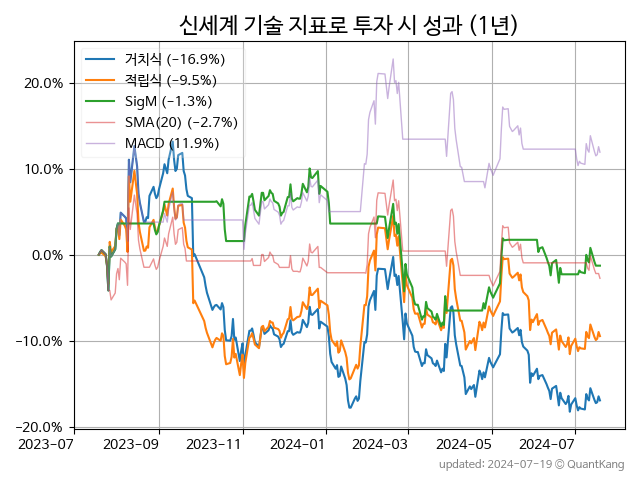 신세계 기술 지표로 투자 시 성과 (1년)
거치식 (-16.9%)
적립식 (-9.5%)
SigM (-1.3%)
SMA(20) (-2.7%)
MACD (11.9%)
20.0%
10.0%
0.0%
-10.0%
-20.0%
2023-07 2023-09 2023-11 2024-01 2024-03 2024-05 2024-07
updated: 2024-07-19 © QuantKang